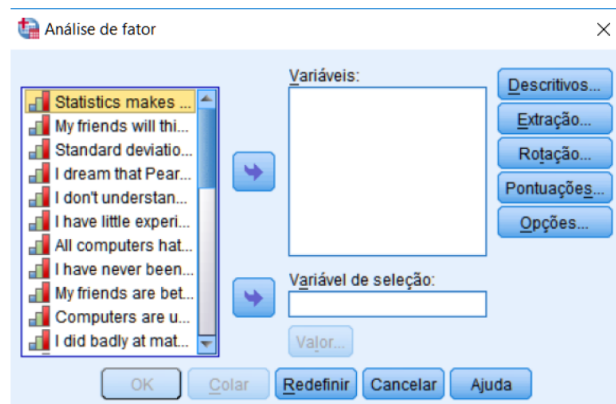 Análise de fator
Statistics makes ...
My friends will thi...
Standard deviatio...
I dream that Pear...
I don't understan...
I have little experi...
All computers hat...
I have never been...
My friends are bet...
Computers are u...
I did badly at mat...
Variáveis:
Variável de seleção:
Valor...
Descritivos...
Extração...
Rotação...
Pontuações...
Opções...
OK
Colar
Redefinir
Cancelar
Ajuda